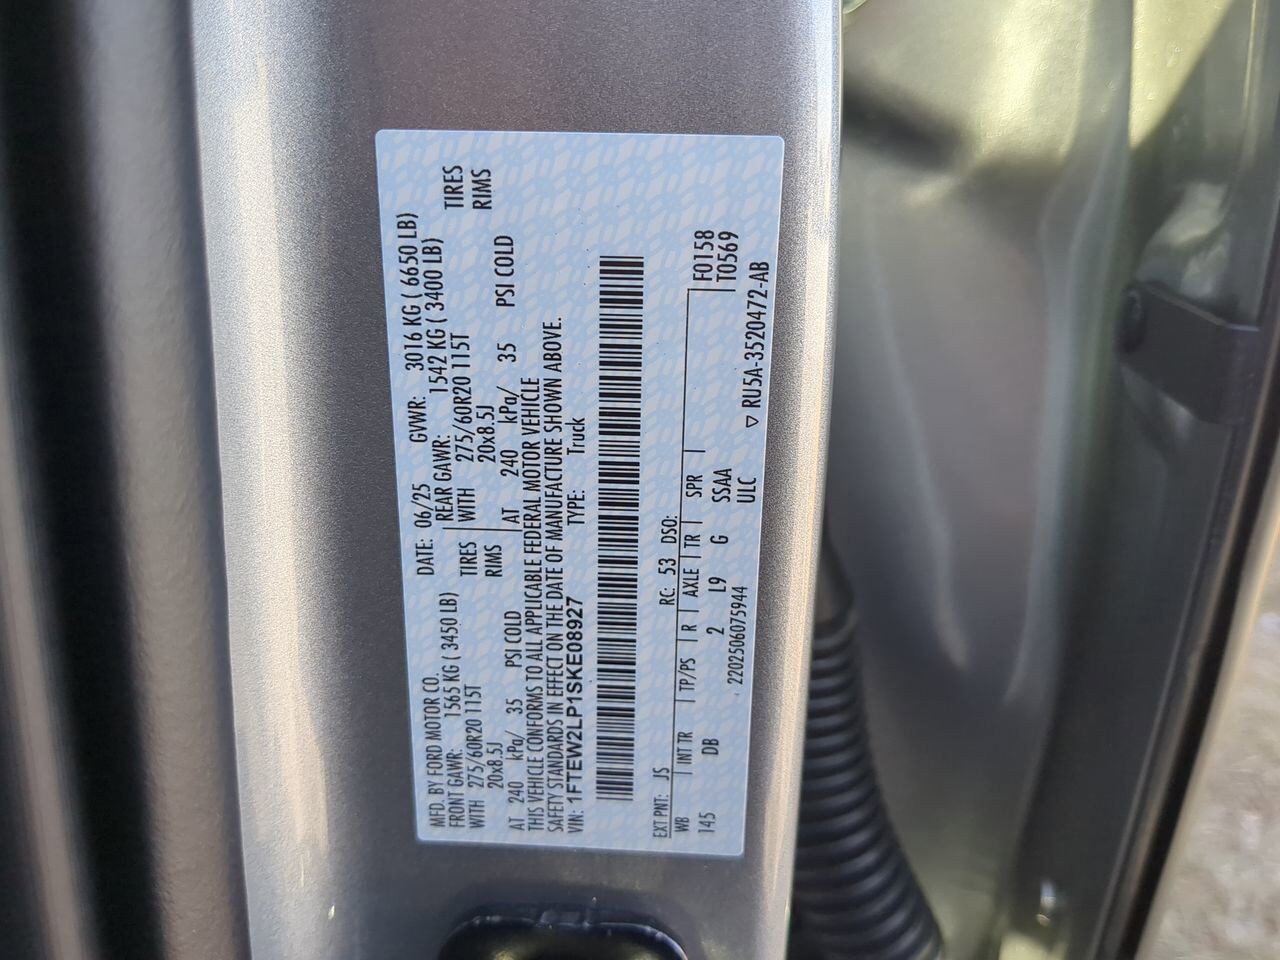 MFD. BY FORD MOTOR CO. DATE: 06/25 GVWR: 3016 KG ( 6650 LB)
FRONT GAWR: 1565 KG ( 3450 LB) REAR GAWR: 1542 KG ( 3400 LB)
WITH 275/60R20 115T TIRES WITH 275/60R20 115T TIRES
20x8.5J RIMS 20x8.5J RIMS
AT 240 kPa/ 35 PSI COLD AT 240 kPa/ 35 PSI COLD
THIS VEHICLE CONFORMS TO ALL APPLICABLE FEDERAL MOTOR VEHICLE
SAFETY STANDARDS IN EFFECT ON THE DATE OF MANUFACTURE SHOWN ABOVE.
VIN: 1FTEW2LP1SKE08927 TYPE: Truck
EXT PNT: JS RC: 53 DSO:
WB INT TR TP/PS R AXLE TR SPR F0158
145 DB 2 L9 G SSAA T0569
2202506075944 ULC
▽ RU5A-3520472-AB